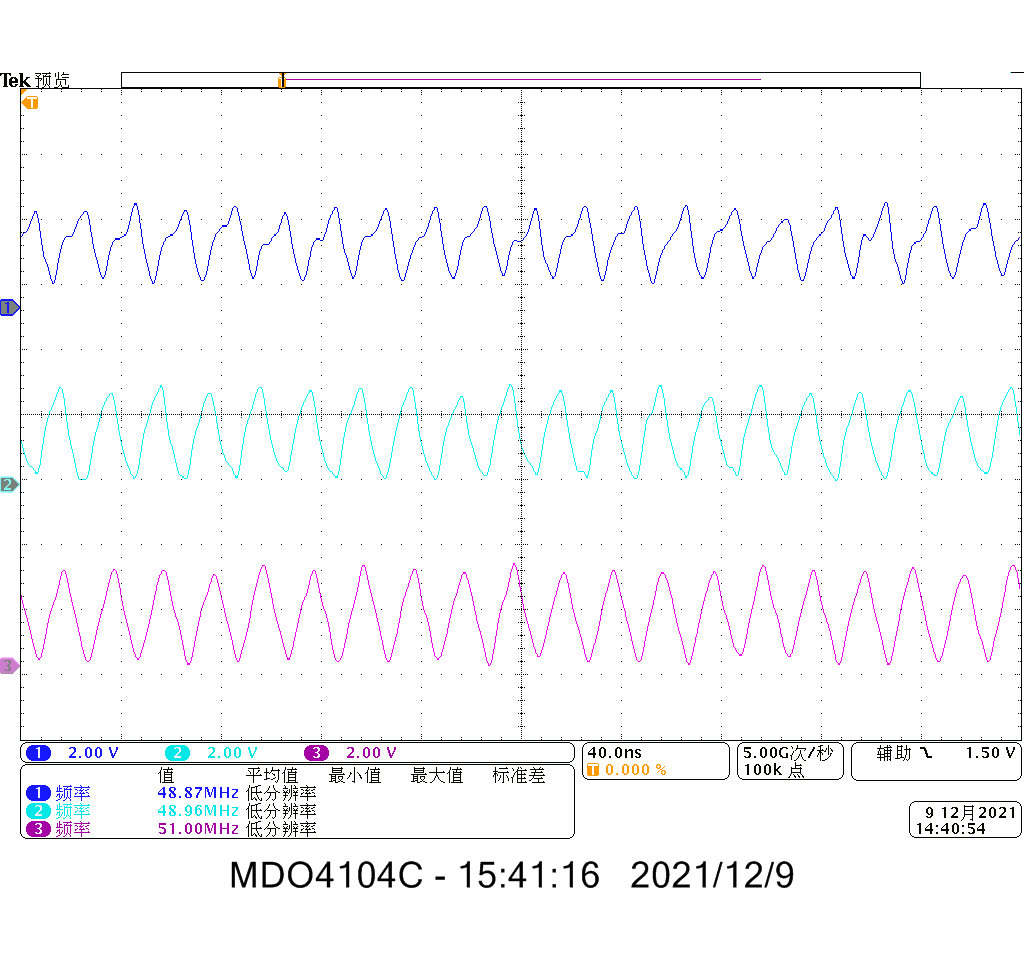 Tek 预览
T
T
1
2
3
1 2.00 V 2 2.00 V 3 2.00 V
40.0ns
T 0.000 %
5.00G次/秒
100k 点
辅助 1.50 V
值 平均值 最小值 最大值 标准差
1 频率 48.87MHz 低分辨率
2 频率 48.96MHz 低分辨率
3 频率 51.00MHz 低分辨率
9 12月2021
14:40:54
MDO4104C - 15:41:16 2021/12/9